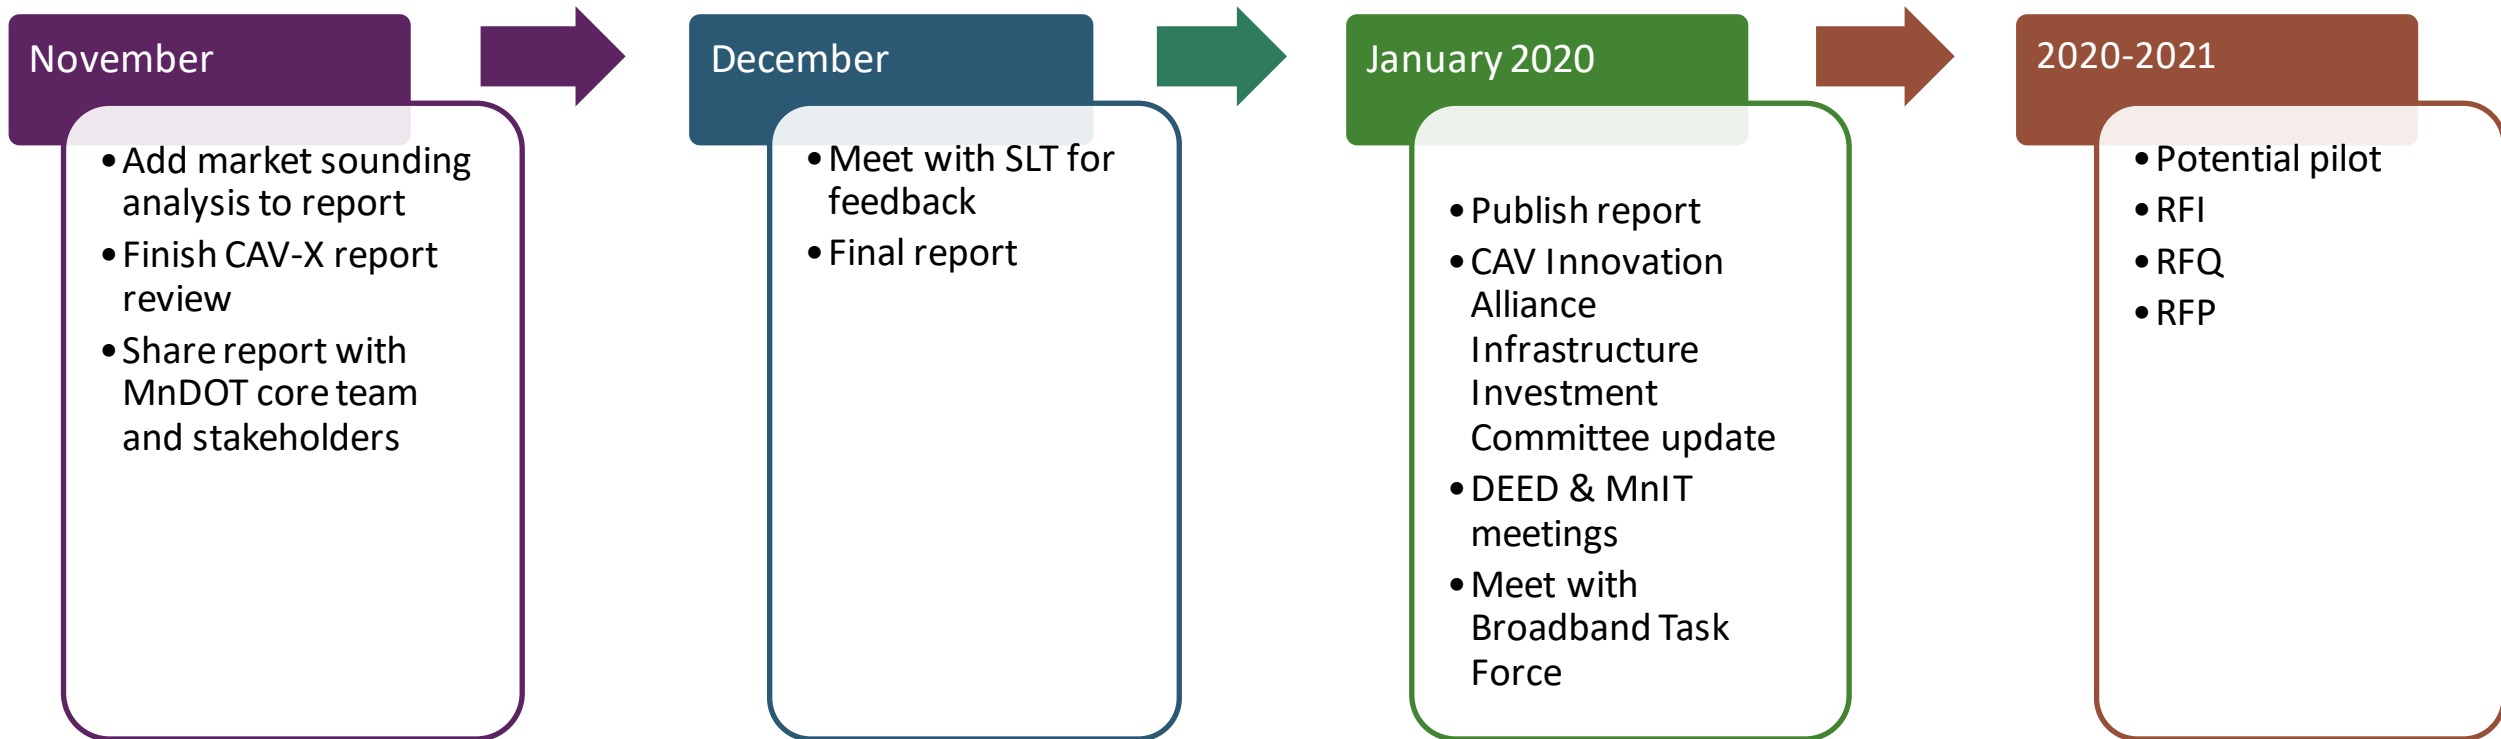 November
• Add market sounding
analysis to report
• Finish CAV-X report
review
• Share report with
MnDOT core team
and stakeholders
December
• Meet with SLT for
feedback
• Final report
January 2020
• Publish report
• CAV Innovation
Alliance
Infrastructure
Investment
Committee update
• DEED & MnIT
meetings
• Meet with
Broadband Task
Force
2020-2021
• Potential pilot
• RFI
• RFQ
• RFP